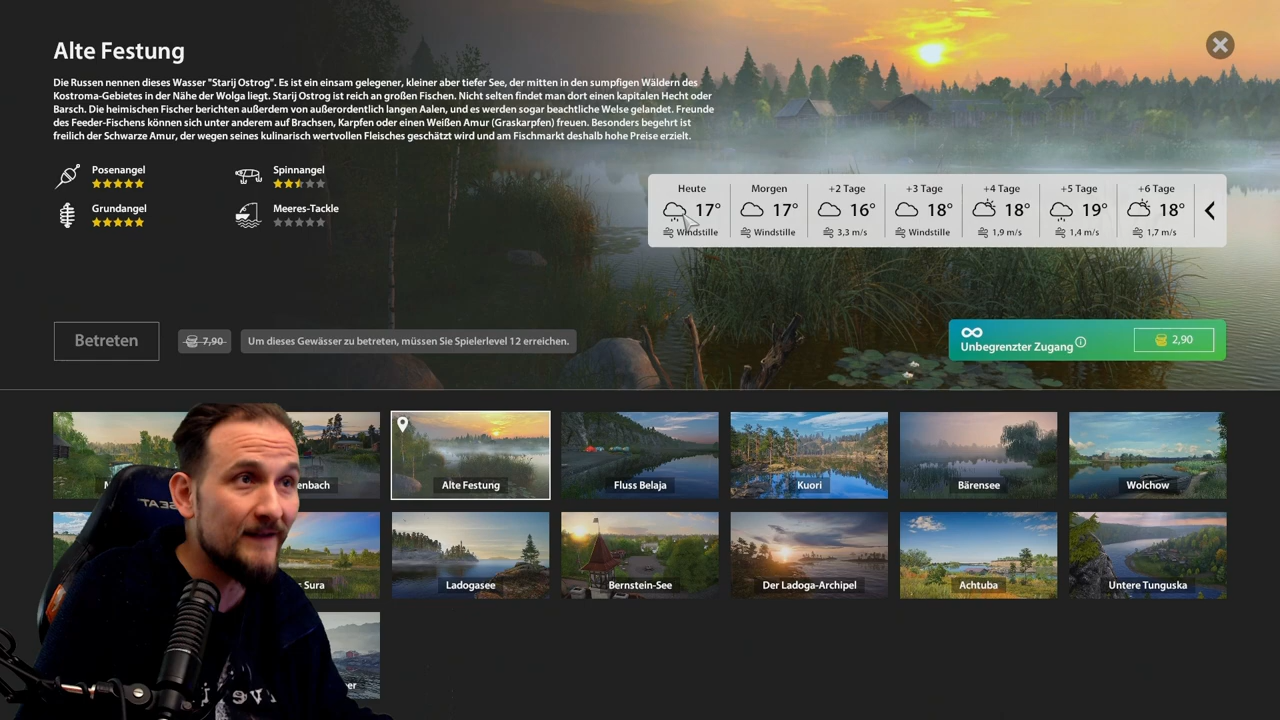 Alte Festung
Die Russen nennen dieses Wasser "Starij Ostrog". Es ist ein einsam gelegener, kleiner aber tiefer See, der mitten in den sumpfigen Wäldern des
Kostroma-Gebietes in der Nähe der Wolga liegt. Starij Ostrog ist reich an großen Fischen. Nicht selten findet man dort einen kapitalen Hecht oder
Barsch. Die heimischen Fischer berichten außerdem von außerordentlich langen Aalen, und es werden sogar beachtliche Welse gelandet. Freunde
des Feeder-Fischens können sich unter anderem auf Brachsen, Karpfen oder einen Weißen Amur (Graskarpfen) freuen. Besonders begehrt ist
freilich der Schwarze Amur, der wegen seines kulinarisch wertvollen Fleisches geschätzt wird und am Fischmarkt deshalb hohe Preise erzielt.
Posenangel Spinnangel
Grundangel Meeres-Tackle
Heute Morgen +2 Tage +3 Tage +4 Tage +5 Tage +6 Tage
17° 17° 16° 18° 18° 19° 18°
Windstille Windstille 3,3 m/s Windstille 1,9 m/s 1,4 m/s 1,7 m/s
Betreten 7,90 Um dieses Gewässer zu betreten, müssen Sie Spielerlevel 12 erreichen.
Unbegrenzter Zugang 2,90
Alte Festung Fluss Belaja Kuori Bärensee Wolchow
Sura Ladogasee Bernstein-See Der Ladoga-Archipel Achtuba Untere Tunguska